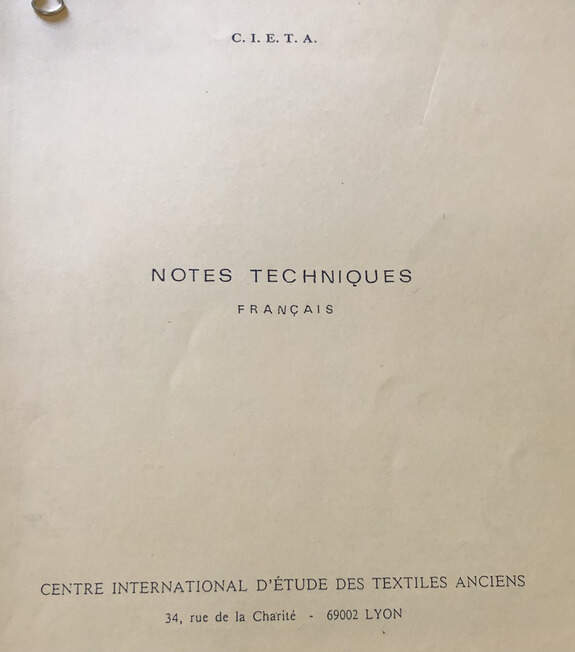 C. I. E. T. A.
NOTES TECHNIQUES
FRANÇAIS
CENTRE INTERNATIONAL D'ÉTUDE DES TEXTILES ANCIENS
34, rue de la Charité - 69002 LYON